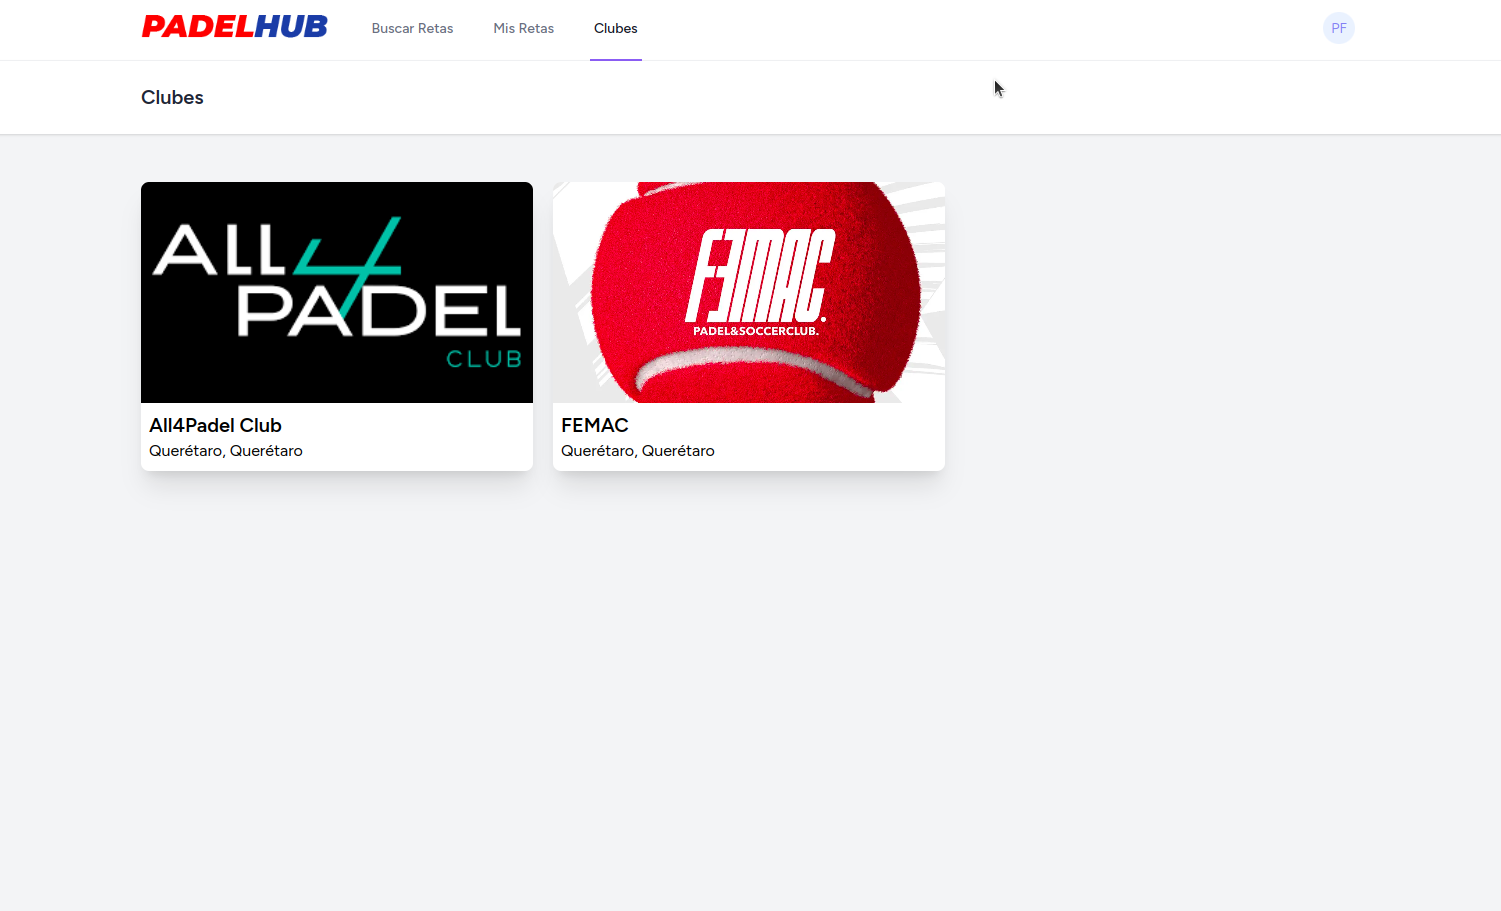 PADELHUB
Buscar Retas
Mis Retas
Clubes
PF
Clubes
ALL4
PADEL
CLUB
FEMAC.
PADEL&SOCCERCLUB.
All4Padel Club
Querétaro, Querétaro
FEMAC
Querétaro, Querétaro